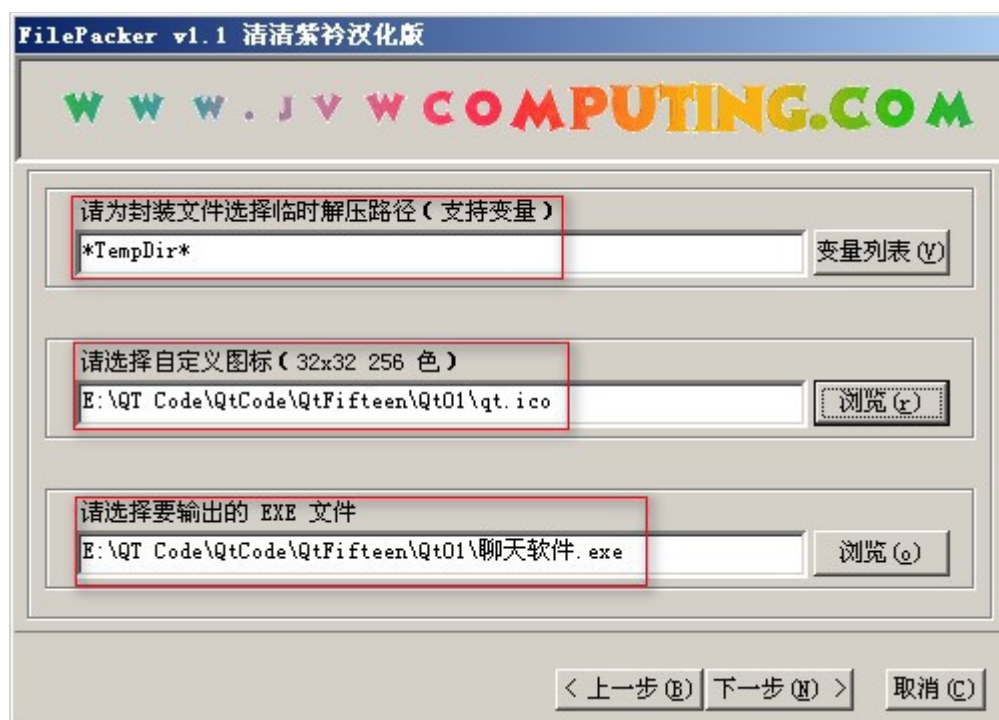 FilePacker v1.1 清清紫衿汉化版
WWW.JVWCOMPUTING.COM
请为封装文件选择临时解压路径(支持变量)
*TempDir*
变量列表(V)
请选择自定义图标(32x32 256 色)
E:\QT Code\QtCode\QtFifteen\Qt01\qt.ico
浏览(r)
请选择要输出的 EXE 文件
E:\QT Code\QtCode\QtFifteen\Qt01\聊天软件.exe
浏览(o)
< 上一步(B) 下一步(N) > 取消(C)